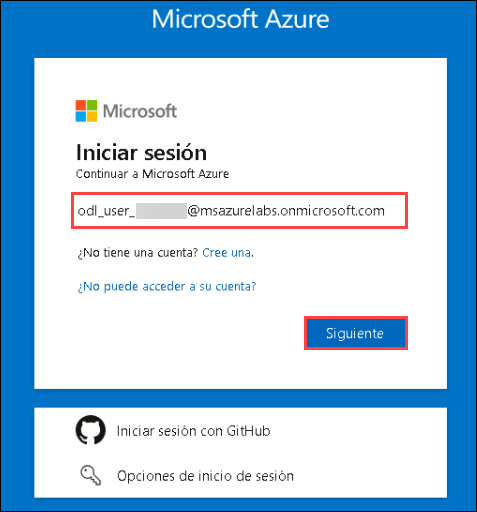 Microsoft Azure
Microsoft
Iniciar sesión
Continuar a Microsoft Azure
odl_user_ @msazurelabs.onmicrosoft.com
¿No tiene una cuenta? Cree una.
¿No puede acceder a su cuenta?
Siguiente
Iniciar sesión con GitHub
Opciones de inicio de sesión